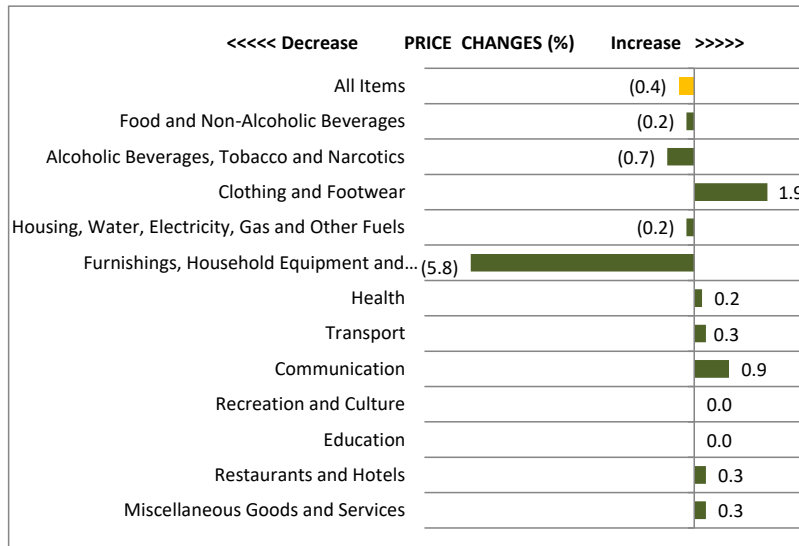 <<<<< Decrease PRICE CHANGES (%) Increase >>>>>
All Items (0.4)
Food and Non-Alcoholic Beverages (0.2)
Alcoholic Beverages, Tobacco and Narcotics (0.7)
Clothing and Footwear 1.9
Housing, Water, Electricity, Gas and Other Fuels (0.2)
Furnishings, Household Equipment and... (5.8)
Health 0.2
Transport 0.3
Communication 0.9
Recreation and Culture 0.0
Education 0.0
Restaurants and Hotels 0.3
Miscellaneous Goods and Services 0.3